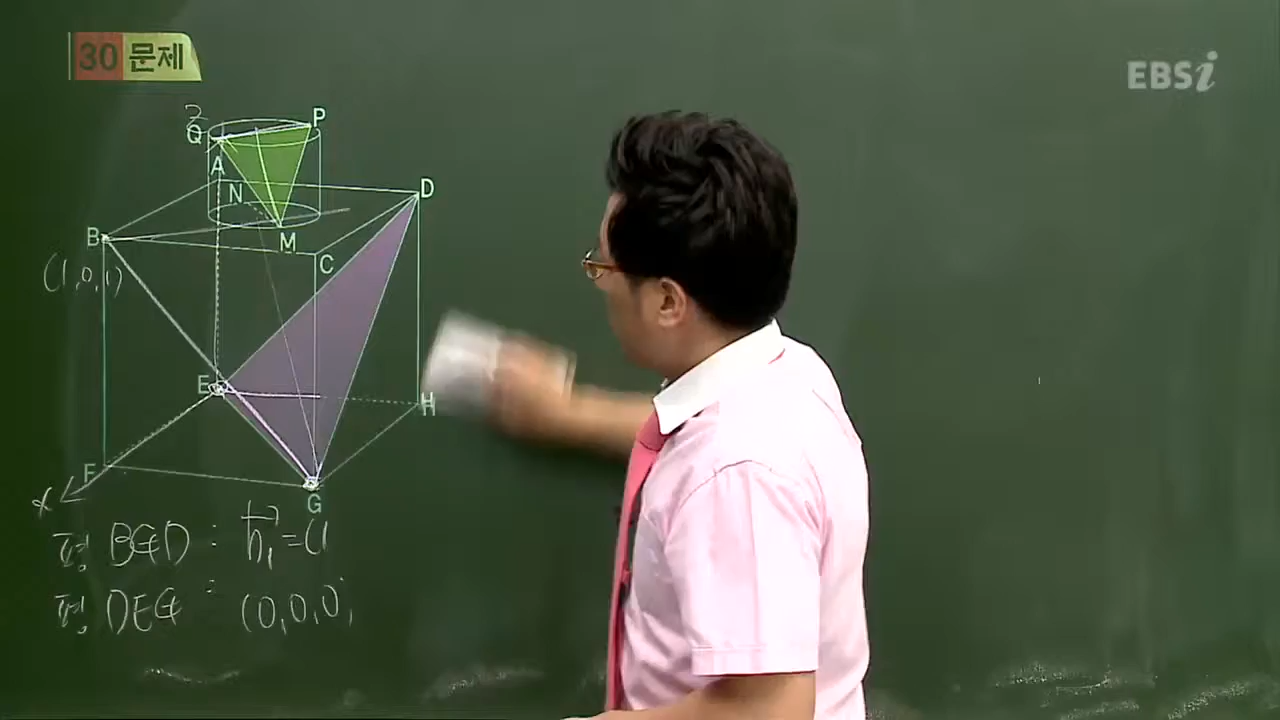 30 문제
EBSi
z
Q
P
A
N
D
B
M
C
(1,0,1)
E
H
F
x
G
평 BGD : n₁=(1
평 DEG : (0,0,0),